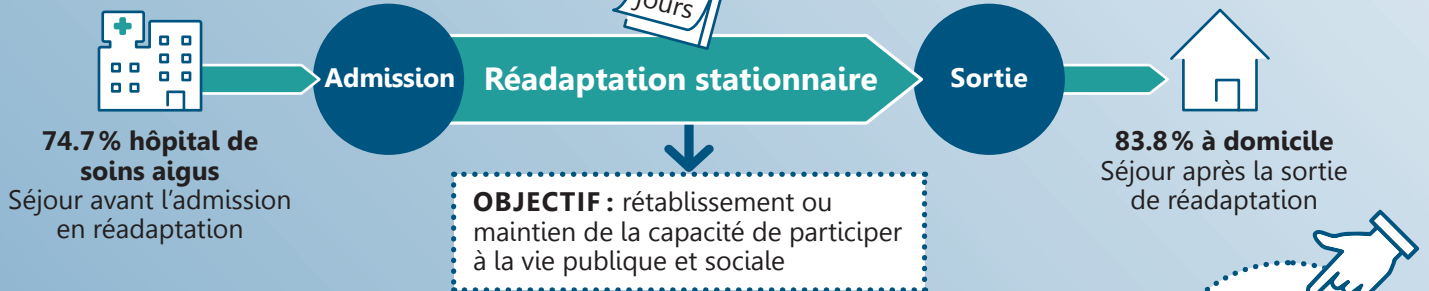 jours
Admission
Réadaptation stationnaire
Sortie
74.7 % hôpital de
soins aigus
Séjour avant l’admission
en réadaptation
OBJECTIF : rétablissement ou
maintien de la capacité de participer
à la vie publique et sociale
83.8 % à domicile
Séjour après la sortie
de réadaptation